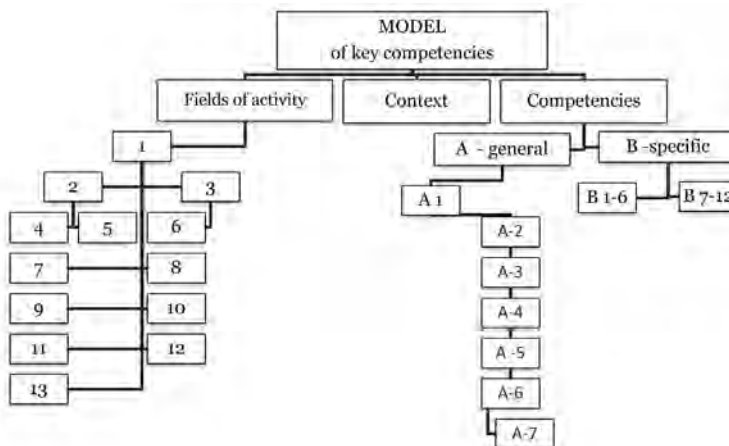 MODEL
of key competencies
Fields of activity
Context
Competencies
1
A - general
B -specific
2
3
A 1
B 1-6
B 7-12
4
5
6
A-2
7
8
A-3
9
10
A-4
11
12
A -5
13
A-6
A-7